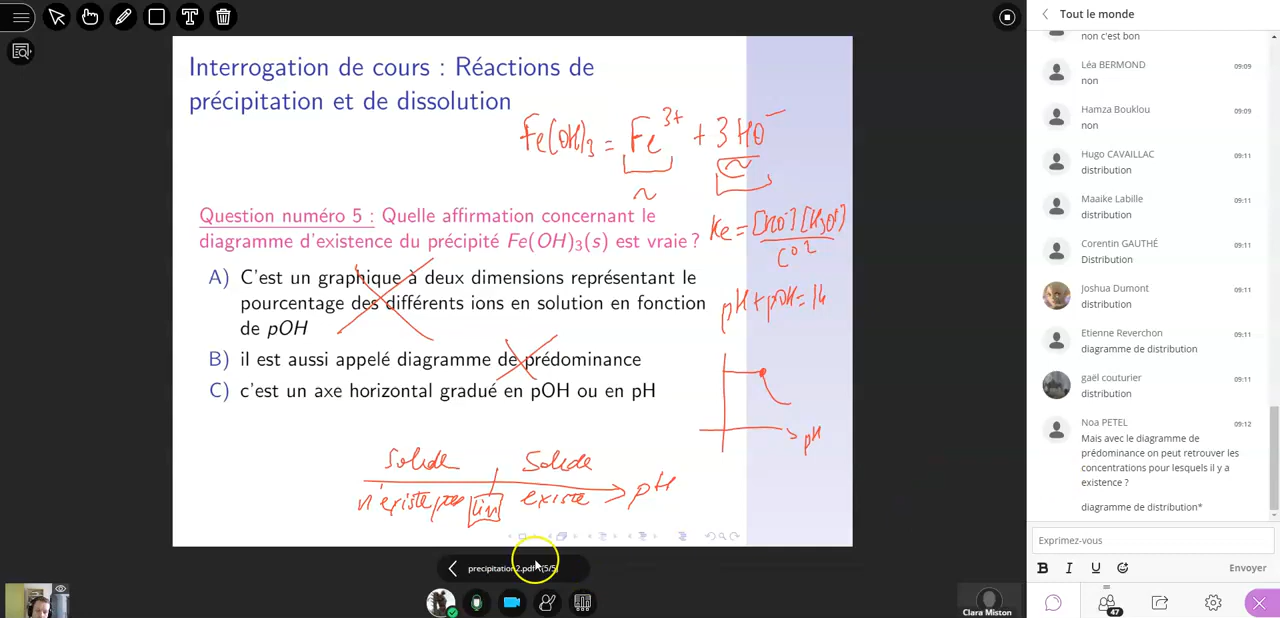 Interrogation de cours : Réactions de
précipitation et de dissolution
Fe(OH)₃ = Fe³⁺ + 3 HO⁻
Question numéro 5 : Quelle affirmation concernant le
diagramme d'existence du précipité Fe(OH)₃(s) est vraie ?
Ke = [HO⁻][H₃O⁺]
C⁰²
A) C'est un graphique à deux dimensions représentant le
pourcentage des différents ions en solution en fonction
de pOH
pH + pOH = 14
B) il est aussi appelé diagramme de prédominance
C) c'est un axe horizontal gradué en pOH ou en pH
pH
Solide Solide
n'existe pas lim existe pH
precipitation2.pdf (5/5)
Clara Miston
Tout le monde
non c'est bon
Léa BERMOND 09:09
non
Hamza Bouklou 09:09
non
Hugo CAVAILLAC 09:11
distribution
Maaike Labille 09:11
distribution
Corentin GAUTHÉ 09:11
Distribution
Joshua Dumont 09:11
distribution
Etienne Reverchon 09:11
diagramme de distribution
gaël couturier 09:11
distribution
Noa PETEL 09:12
Mais avec le diagramme de
prédominance on peut retrouver les
concentrations pour lesquels il y a
existence ?
diagramme de distribution*
Exprimez-vous
B I U Envoyer
47